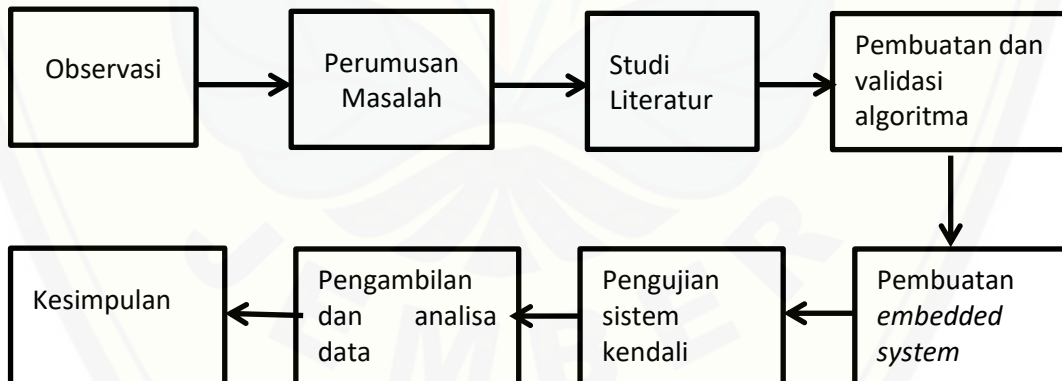 Observasi
Perumusan
Masalah
Studi
Literatur
Pembuatan dan
validasi
algoritma
Pembuatan
embedded
system
Pengujian
sistem
kendali
Pengambilan
dan analisa
data
Kesimpulan
JEMBER